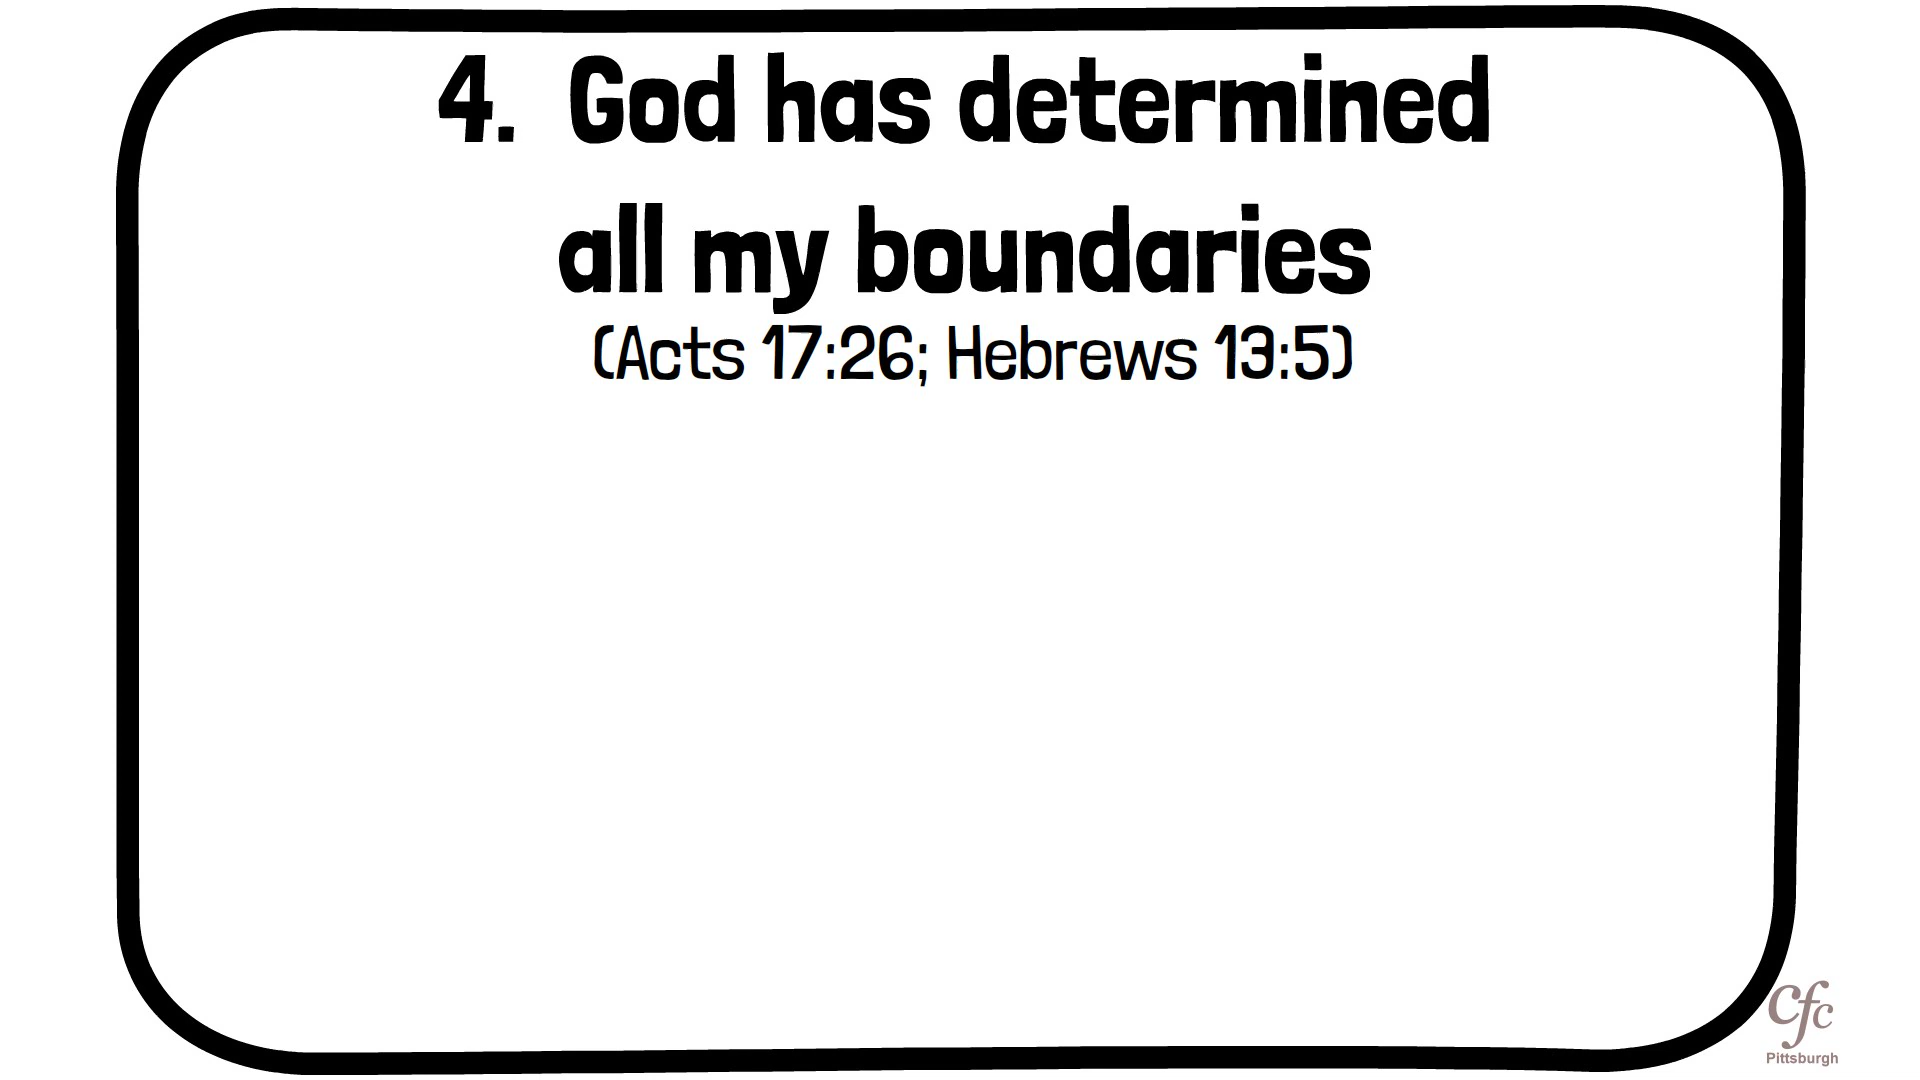 4.  God has determined
all my boundaries
(Acts 17:26; Hebrews 13:5)
cfc
Pittsburgh